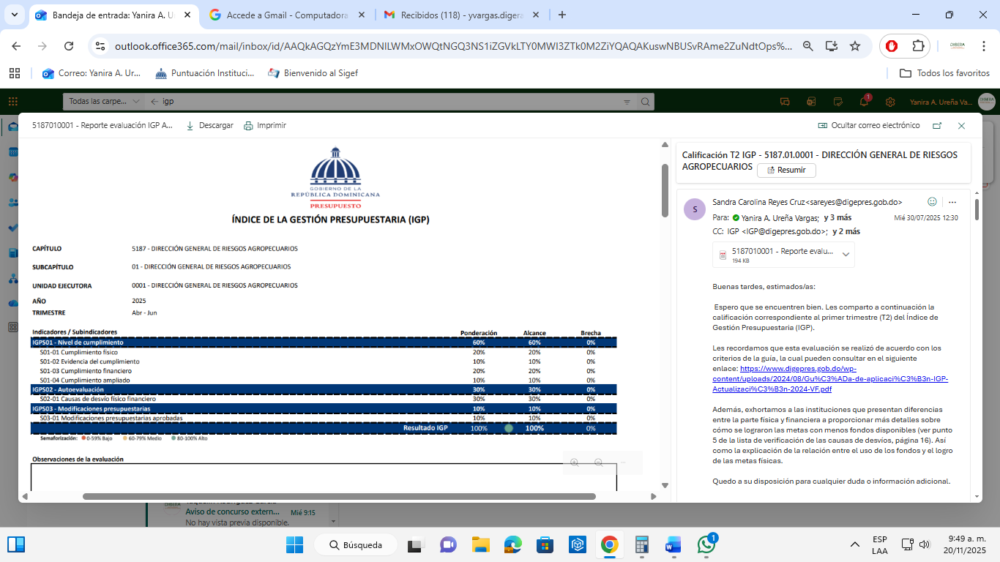 Bandeja de entrada: Yanira A. U
Accede a Gmail - Computadora
Recibidos (118) - yvargas.digera
outlook.office365.com/mail/inbox/id/AAQkAGQzYmE3MDNlLWMxOWQtNGQ3NS1iZGVkLTY0MWI3ZTk0M2ZiYQAQAKuswNBUSvRAme2ZuNdtOps%...
Correo: Yanira A. Ur...
Puntuación Instituci...
Bienvenido al Sigef
Todos los favoritos
Todas las carpe...
igp
1
Yanira A. Ureña Va...
5187010001 - Reporte evaluación IGP A...
Descargar
Imprimir
Ocultar correo electrónico
GOBIERNO DE LA
REPÚBLICA DOMINICANA
PRESUPUESTO
ÍNDICE DE LA GESTIÓN PRESUPUESTARIA (IGP)
CAPÍTULO 5187 - DIRECCIÓN GENERAL DE RIESGOS AGROPECUARIOS
SUBCAPÍTULO 01 - DIRECCIÓN GENERAL DE RIESGOS AGROPECUARIOS
UNIDAD EJECUTORA 0001 - DIRECCIÓN GENERAL DE RIESGOS AGROPECUARIOS
AÑO 2025
TRIMESTRE Abr - Jun
Indicadores / Subindicadores Ponderación Alcance Brecha
IGPS01 - Nivel de cumplimiento 60% 60% 0%
S01-01 Cumplimiento físico 20% 20% 0%
S01-02 Evidencia del cumplimiento 10% 10% 0%
S01-03 Cumplimiento financiero 20% 20% 0%
S01-04 Cumplimiento ampliado 10% 10% 0%
IGPS02 - Autoevaluación 30% 30% 0%
S02-01 Causas de desvío físico financiero 30% 30% 0%
IGPS03 - Modificaciones presupuestarias 10% 10% 0%
S03-01 Modificaciones presupuestarias aprobadas 10% 10% 0%
Resultado IGP 100% 100% 0%
Semaforización: 0-59% Bajo 60-79% Medio 80-100% Alto
Observaciones de la evaluación
Calificación T2 IGP - 5187.01.0001 - DIRECCIÓN GENERAL DE RIESGOS
AGROPECUARIOS
Resumir
S
Sandra Carolina Reyes Cruz<sareyes@digepres.gob.do>
Para: Yanira A. Ureña Vargas; y 3 más
Mié 30/07/2025 12:30
CC: IGP <IGP@digepres.gob.do>; y 2 más
5187010001 - Reporte evalu...
194 KB
Buenas tardes, estimados/as:
Espero que se encuentren bien. Les comparto a continuación la
calificación correspondiente al primer trimestre (T2) del Índice de
Gestión Presupuestaria (IGP).
Les recordamos que esta evaluación se realizó de acuerdo con los
criterios de la guía, la cual pueden consultar en el siguiente
enlace: https://www.digepres.gob.do/wp-
content/uploads/2024/08/Gu%C3%ADa-de-aplicaci%C3%B3n-IGP-
Actualizaci%C3%B3n-2024-VF.pdf
Además, exhortamos a las instituciones que presentan diferencias
entre la parte física y financiera a proporcionar más detalles sobre
cómo se lograron las metas con menos fondos disponibles (ver punto
5 de la lista de verificación de las causas de desvíos, página 16). Así
como la explicación de la relación entre el uso de los fondos y el logro
de las metas físicas.
Quedo a su disposición para cualquier duda o información adicional.
Aviso de concurso extern...
Mié 9:15
No hay vista previa disponible.
Búsqueda
1
ESP
LAA
9:49 a. m.
20/11/2025